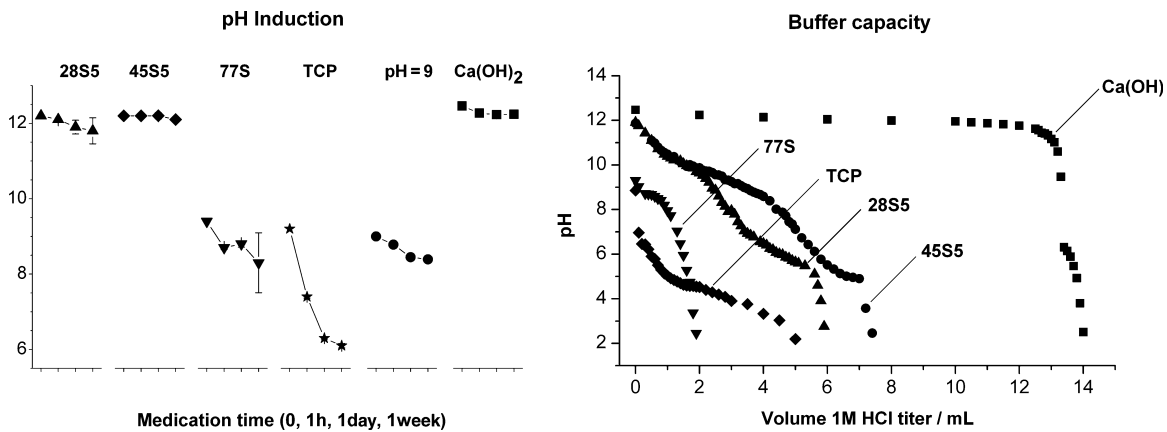 pH Induction
28S5 45S5 77S TCP pH = 9 Ca(OH)2
12
10
8
6
Medication time (0, 1h, 1day, 1week)
Buffer capacity
14
12
10
8
6
4
2
pH
Ca(OH)
77S
TCP
28S5
45S5
0 2 4 6 8 10 12 14
Volume 1M HCl titer / mL